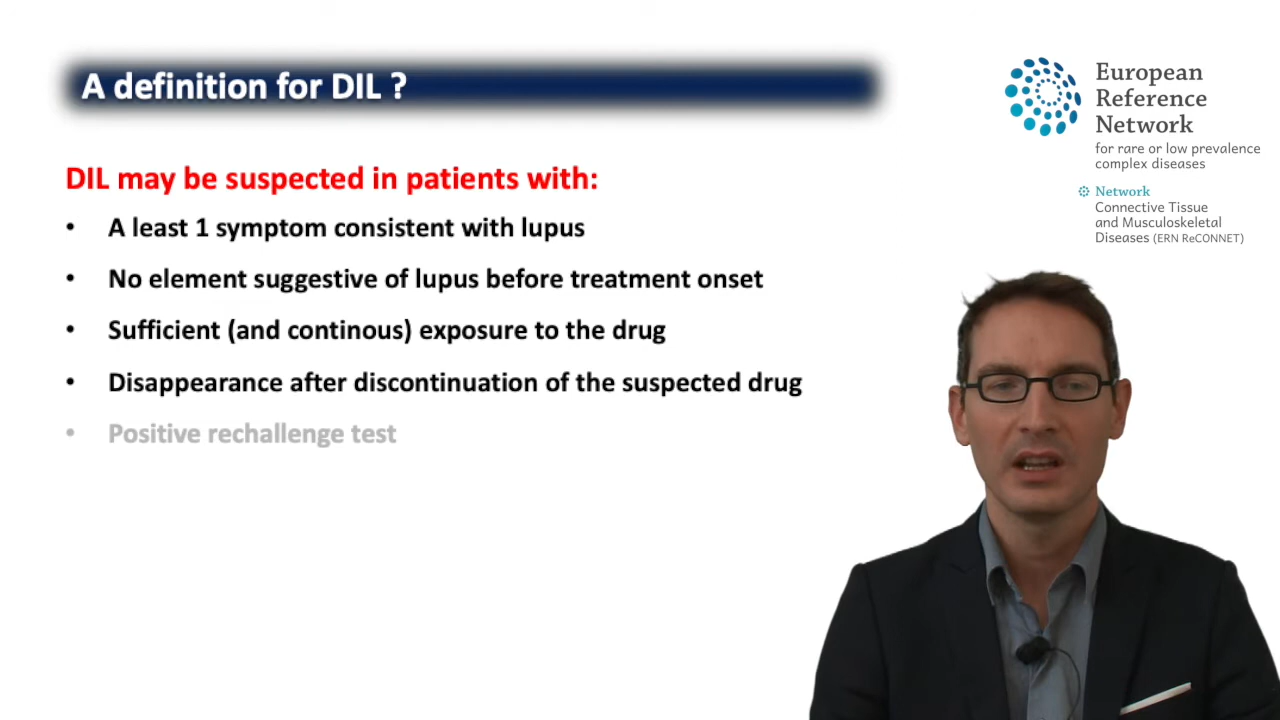 A definition for DIL ?
European
Reference
Network
for rare or low prevalence
complex diseases
Network
Connective Tissue
and Musculoskeletal
Diseases (ERN ReCONNET)
DIL may be suspected in patients with:
• A least 1 symptom consistent with lupus
• No element suggestive of lupus before treatment onset
• Sufficient (and continous) exposure to the drug
• Disappearance after discontinuation of the suspected drug
• Positive rechallenge test